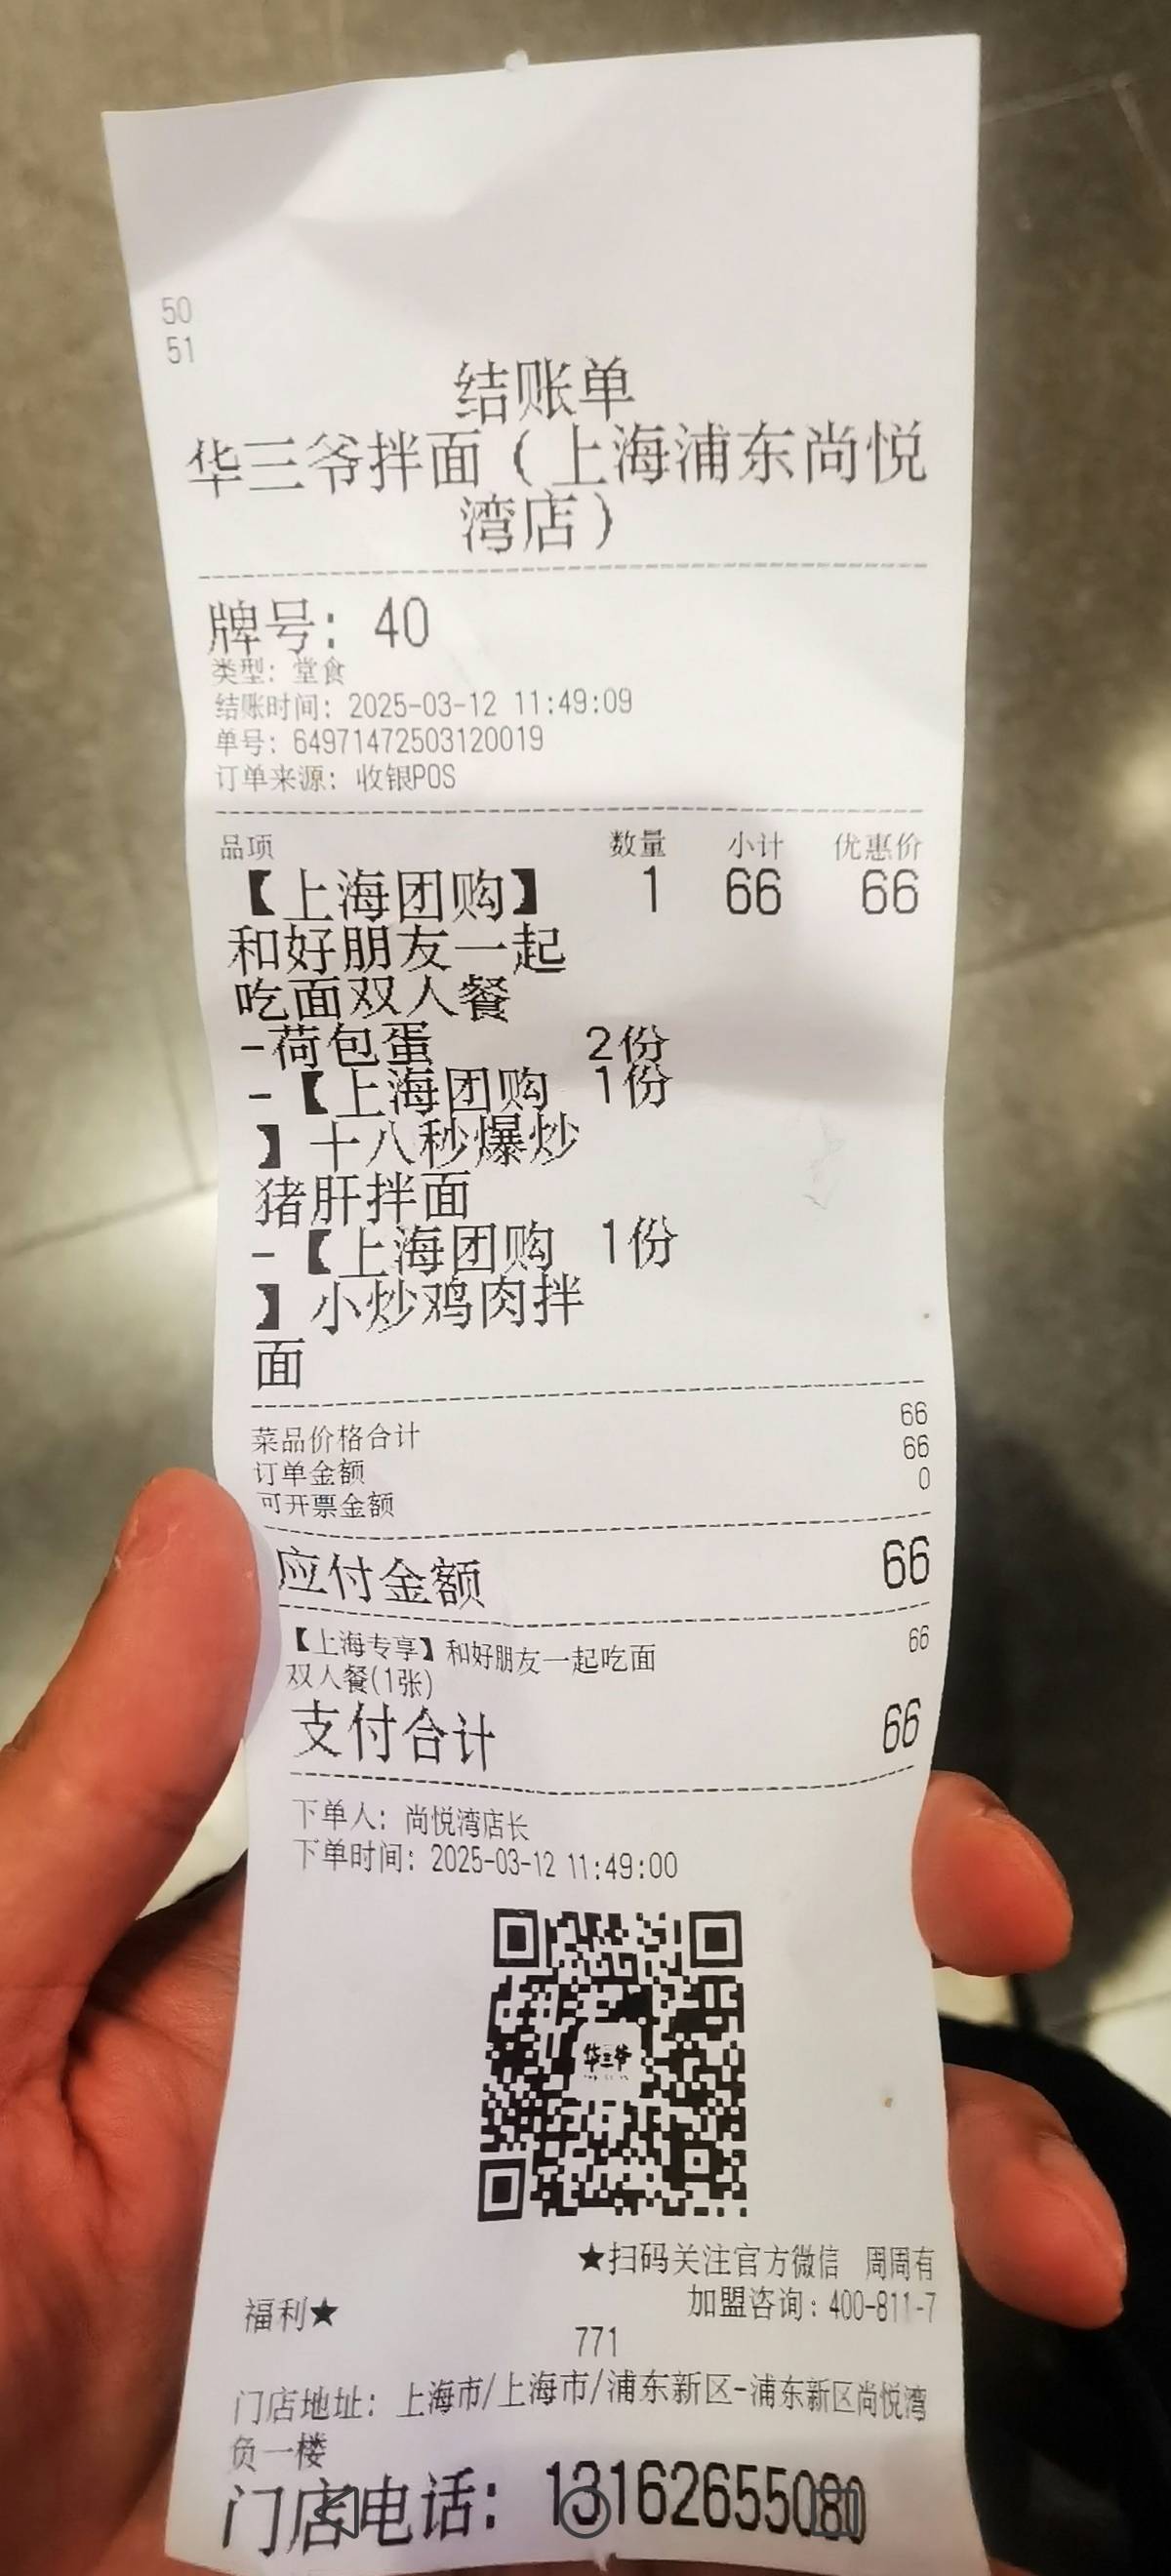 50
51
结账单
华三爷拌面（上海浦东尚悦
湾店）
牌号：40
类型：堂食
结账时间：2025-03-12 11:49:09
单号：64971472503120019
订单来源：收银POS
品项 数量 小计 优惠价
【上海团购】 1 66 66
和好朋友一起
吃面双人餐
-荷包蛋 2份
-【上海团购 1份
】十八秒爆炒
猪肝拌面
-【上海团购 1份
】小炒鸡肉拌
面
菜品价格合计 66
订单金额 66
可开票金额 0
应付金额 66
【上海专享】和好朋友一起吃面 66
双人餐(1张)
支付合计 66
下单人：尚悦湾店长
下单时间：2025-03-12 11:49:00
华三爷
★扫码关注官方微信 周周有
福利★ 加盟咨询：400-811-7
771
门店地址：上海市/上海市/浦东新区-浦东新区尚悦湾
负一楼
门店电话：13162655080